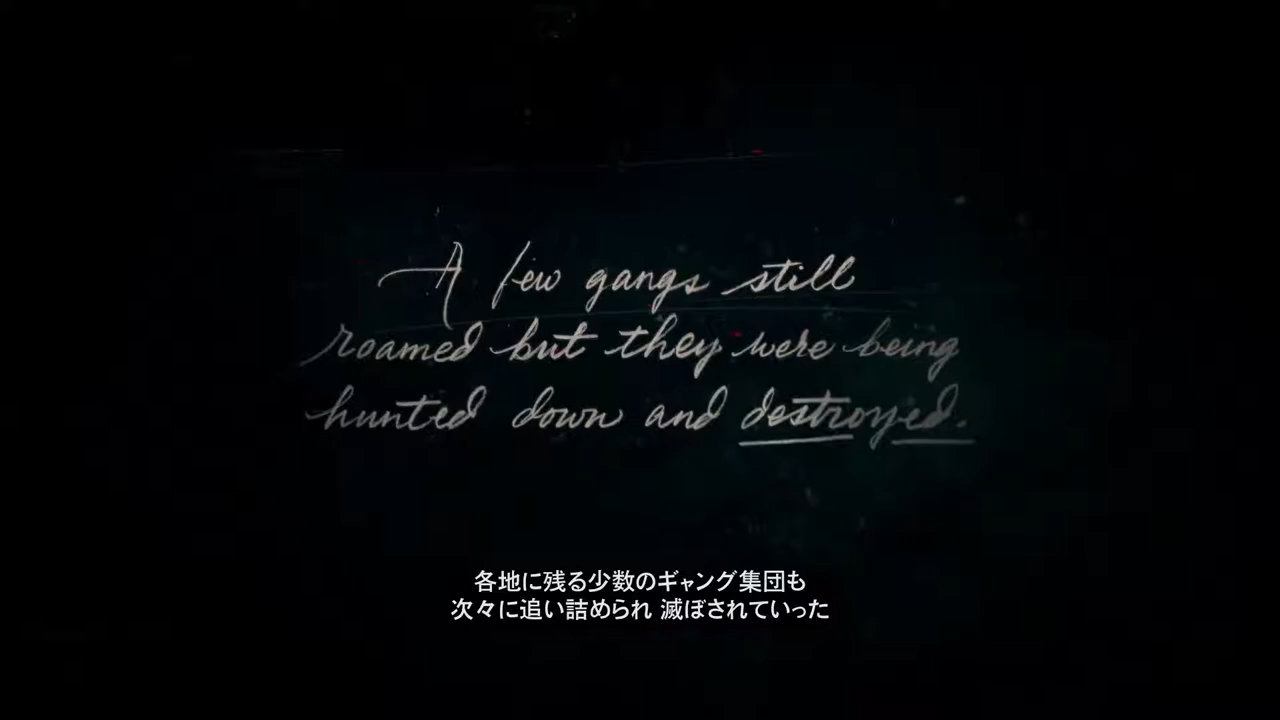 A few gangs still
roamed but they were being
hunted down and destroyed.
各地に残る少数のギャング集団も
次々に追い詰められ 滅ぼされていった